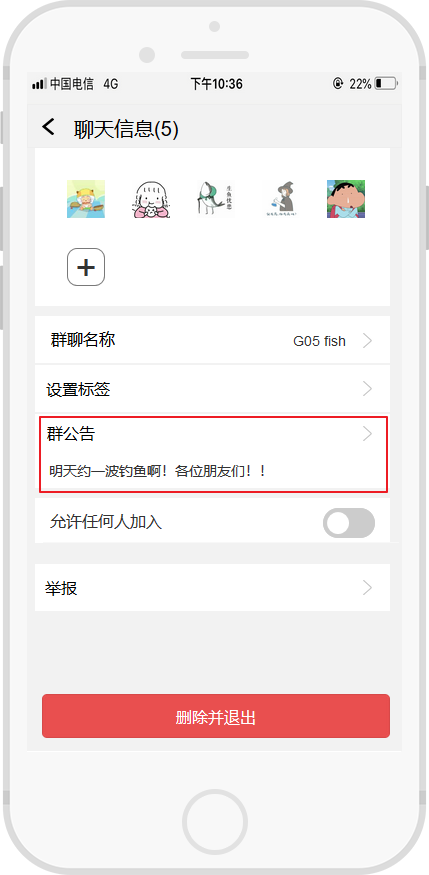 中国电信 4G 下午10:36 22%
聊天信息(5)
群聊名称 G05 fish
设置标签
群公告
明天约一波钓鱼啊！各位朋友们！！
允许任何人加入
举报
删除并退出